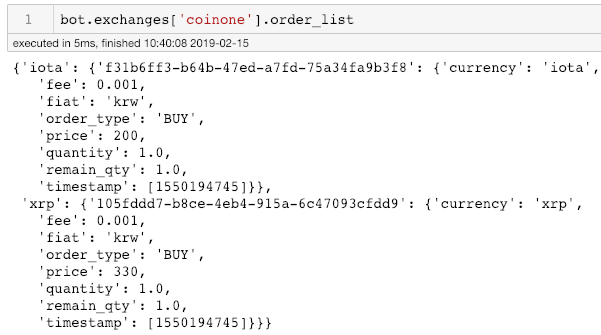 1 bot.exchanges['coinone'].order_list
executed in 5ms, finished 10:40:08 2019-02-15
{'iota': {'f31b6ff3-b64b-47ed-a7fd-75a34fa9b3f8': {'currency': 'iota',
'fee': 0.001,
'fiat': 'krw',
'order_type': 'BUY',
'price': 200,
'quantity': 1.0,
'remain_qty': 1.0,
'timestamp': [1550194745]}},
'xrp': {'105fddd7-b8ce-4eb4-915a-6c47093cfdd9': {'currency': 'xrp',
'fee': 0.001,
'fiat': 'krw',
'order_type': 'BUY',
'price': 330,
'quantity': 1.0,
'remain_qty': 1.0,
'timestamp': [1550194745]}}}